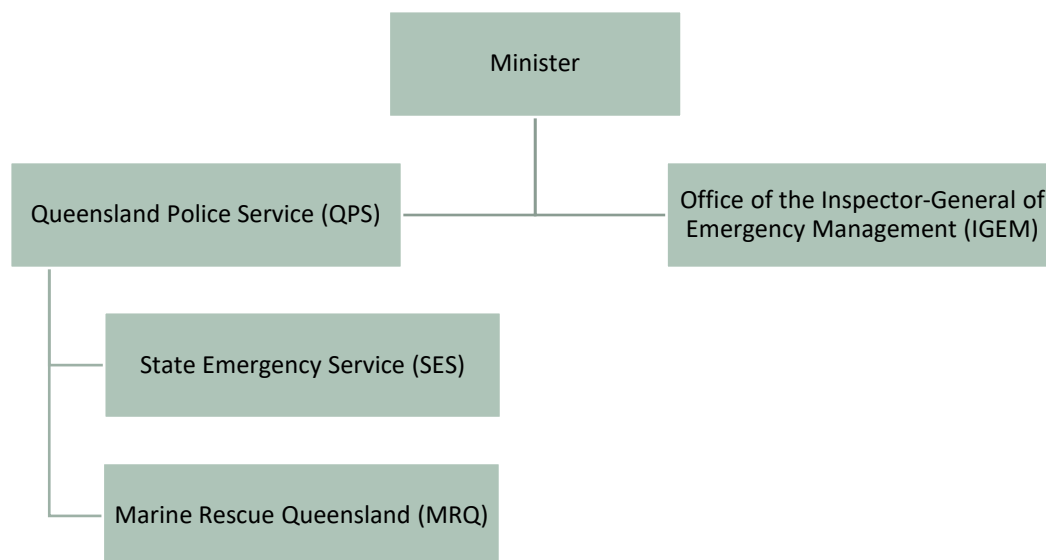 Minister
Queensland Police Service (QPS)
Office of the Inspector-General of
Emergency Management (IGEM)
State Emergency Service (SES)
Marine Rescue Queensland (MRQ)